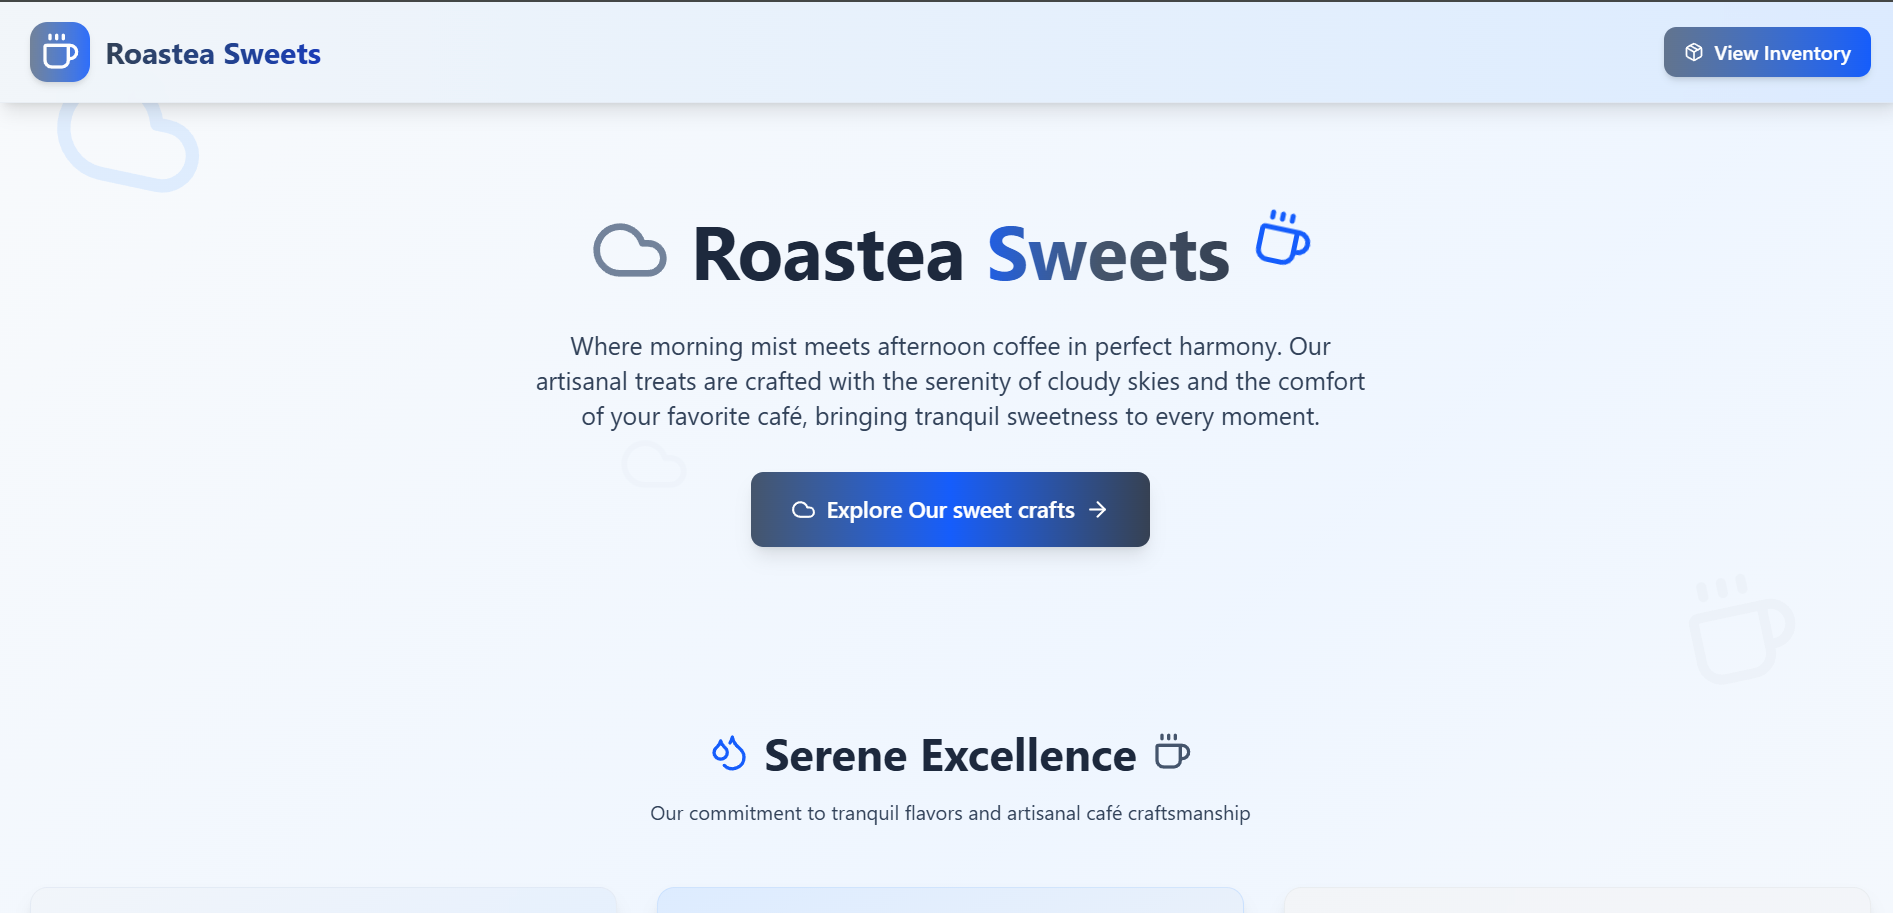 Roastea Sweets
View Inventory
Roastea Sweets
Where morning mist meets afternoon coffee in perfect harmony. Our
artisanal treats are crafted with the serenity of cloudy skies and the comfort
of your favorite café, bringing tranquil sweetness to every moment.
Explore Our sweet crafts
Serene Excellence
Our commitment to tranquil flavors and artisanal café craftsmanship